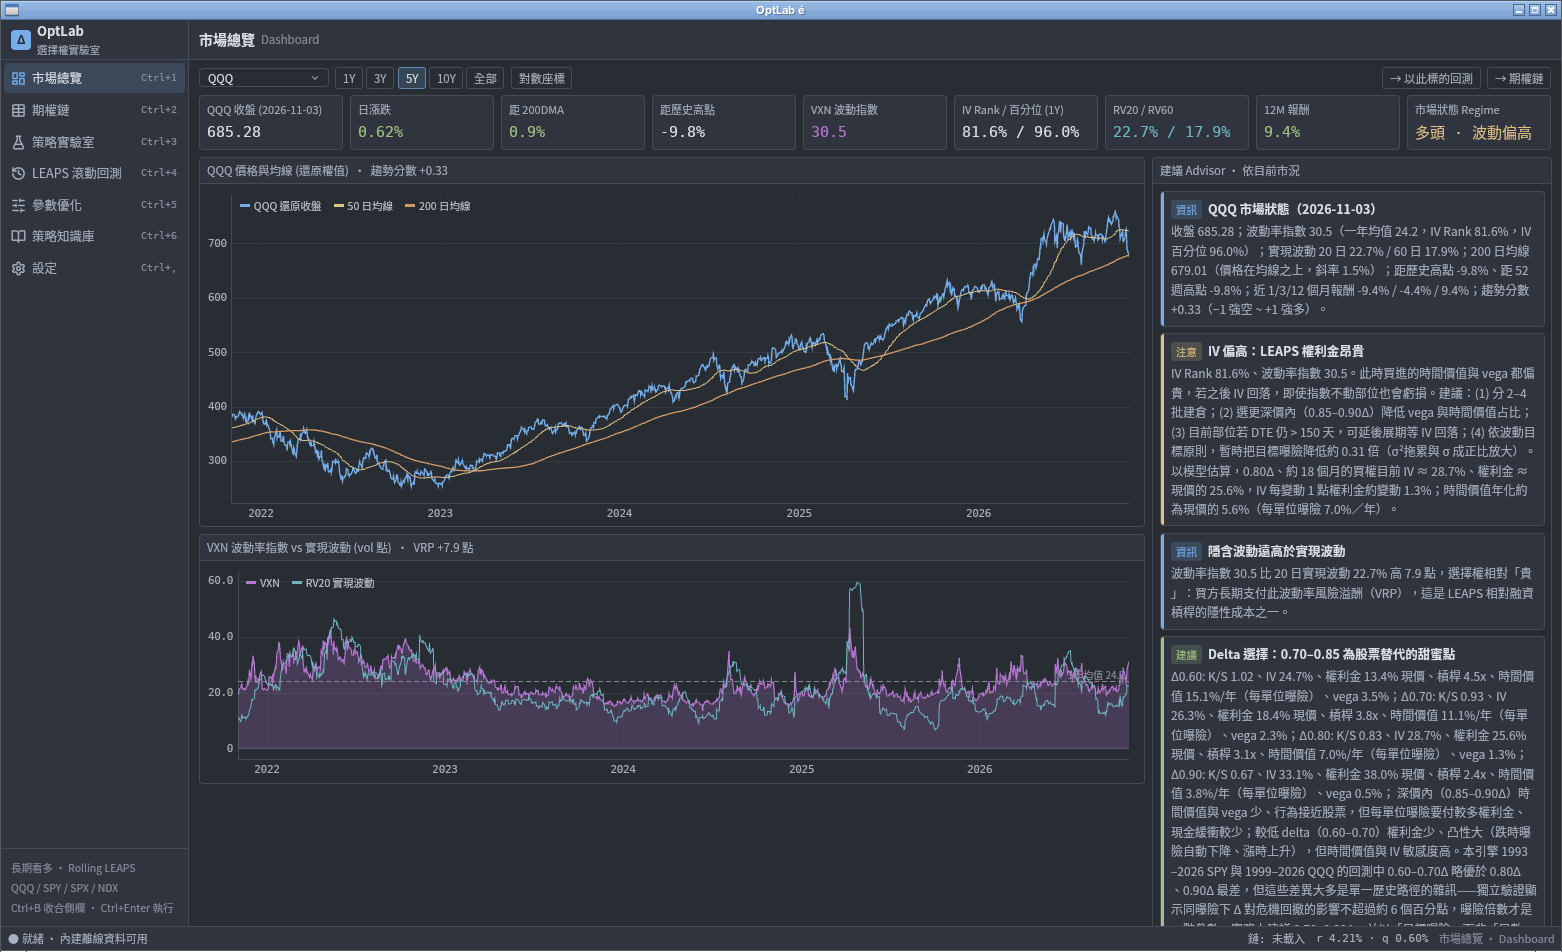 OptLab é
Δ
OptLab
選擇權實驗室
市場總覽 Ctrl+1
期權鏈 Ctrl+2
策略實驗室 Ctrl+3
LEAPS 滾動回測 Ctrl+4
參數優化 Ctrl+5
策略知識庫 Ctrl+6
設定 Ctrl+,
長期看多 · Rolling LEAPS
QQQ / SPY / SPX / NDX
Ctrl+B 收合側欄 · Ctrl+Enter 執行
市場總覽 Dashboard
QQQ 1Y 3Y 5Y 10Y 全部 對數座標 → 以此標的回測 → 期權鏈
QQQ 收盤 (2026-11-03)
685.28
日漲跌
0.62%
距 200DMA
0.9%
距歷史高點
-9.8%
VXN 波動指數
30.5
IV Rank / 百分位 (1Y)
81.6% / 96.0%
RV20 / RV60
22.7% / 17.9%
12M 報酬
9.4%
市場狀態 Regime
多頭 · 波動偏高
QQQ 價格與均線 (還原權值) · 趨勢分數 +0.33
QQQ 還原收盤 50 日均線 200 日均線
700
600
500
400
300
2022 2023 2024 2025 2026
VXN 波動率指數 vs 實現波動 (vol 點) · VRP +7.9 點
VXN RV20 實現波動
60.0
40.0
20.0
0
2022 2023 2024 2025 2026
建議 Advisor · 依目前市況
資訊 QQQ 市場狀態（2026-11-03）
收盤 685.28；波動率指數 30.5（一年均值 24.2，IV Rank 81.6%，IV
百分位 96.0%）；實現波動 20 日 22.7% / 60 日 17.9%；200 日均線
679.01（價格在均線之上，斜率 1.5%）；距歷史高點 -9.8%、距 52
週高點 -9.8%；近 1/3/12 個月報酬 -9.4% / -4.4% / 9.4%；趨勢分數
+0.33（−1 強空 ~ +1 強多）。
注意 IV 偏高：LEAPS 權利金昂貴
IV Rank 81.6%、波動率指數 30.5。此時買進的時間價值與 vega 都偏
貴，若之後 IV 回落，即使指數不動部位也會虧損。建議：(1) 分 2–4
批建倉；(2) 選更深價內（0.85–0.90Δ）降低 vega 與時間價值占比；
(3) 目前部位若 DTE 仍 > 150 天，可延後展期等 IV 回落；(4) 依波動目
標原則，暫時把目標曝險降低約 0.31 倍（σ²拖累與 σ 成正比放大）。
以模型估算，0.80Δ、約 18 個月的買權目前 IV ≈ 28.7%、權利金 ≈
現價的 25.6%，IV 每變動 1 點權利金約變動 1.3%；時間價值年化約
為現價的 5.6%（每單位曝險 7.0%／年）。
資訊 隱含波動遠高於實現波動
波動率指數 30.5 比 20 日實現波動 22.7% 高 7.9 點，選擇權相對「貴
」：買方長期支付此波動率風險溢酬（VRP），這是 LEAPS 相對融資
槓桿的隱性成本之一。
建議 Delta 選擇：0.70–0.85 為股票替代的甜蜜點
Δ0.60: K/S 1.02、IV 24.7%、權利金 13.4% 現價、槓桿 4.5x、時間價
值 15.1%/年（每單位曝險）、vega 3.5%；Δ0.70: K/S 0.93、IV
26.3%、權利金 18.4% 現價、槓桿 3.8x、時間價值 11.1%/年（每單
位曝險）、vega 2.3%；Δ0.80: K/S 0.83、IV 28.7%、權利金 25.6%
現價、槓桿 3.1x、時間價值 7.0%/年（每單位曝險）、vega 1.3%；
Δ0.90: K/S 0.67、IV 33.1%、權利金 38.0% 現價、槓桿 2.4x、時間價
值 3.8%/年（每單位曝險）、vega 0.5%； 深價內（0.85–0.90Δ）時
間價值與 vega 少、行為接近股票，但每單位曝險要付較多權利金、
現金緩衝較少；較低 delta（0.60–0.70）權利金少、凸性大（跌時曝
險自動下降、漲時上升），但時間價值與 IV 敏感度高。本引擎 1993
–2026 SPY 與 1999–2026 QQQ 的回測中 0.60–0.70Δ 略優於 0.80Δ
、0.90Δ 最差，但這些差異大多是單一歷史路徑的雜訊——獨立驗證顯
示同曝險下 Δ 對危機回撤的影響不超過約 6 個百分點，曝險倍數才是
就緒 · 內建離線資料可用
鏈: 未載入 r 4.21% · q 0.60% 市場總覽 · Dashboard